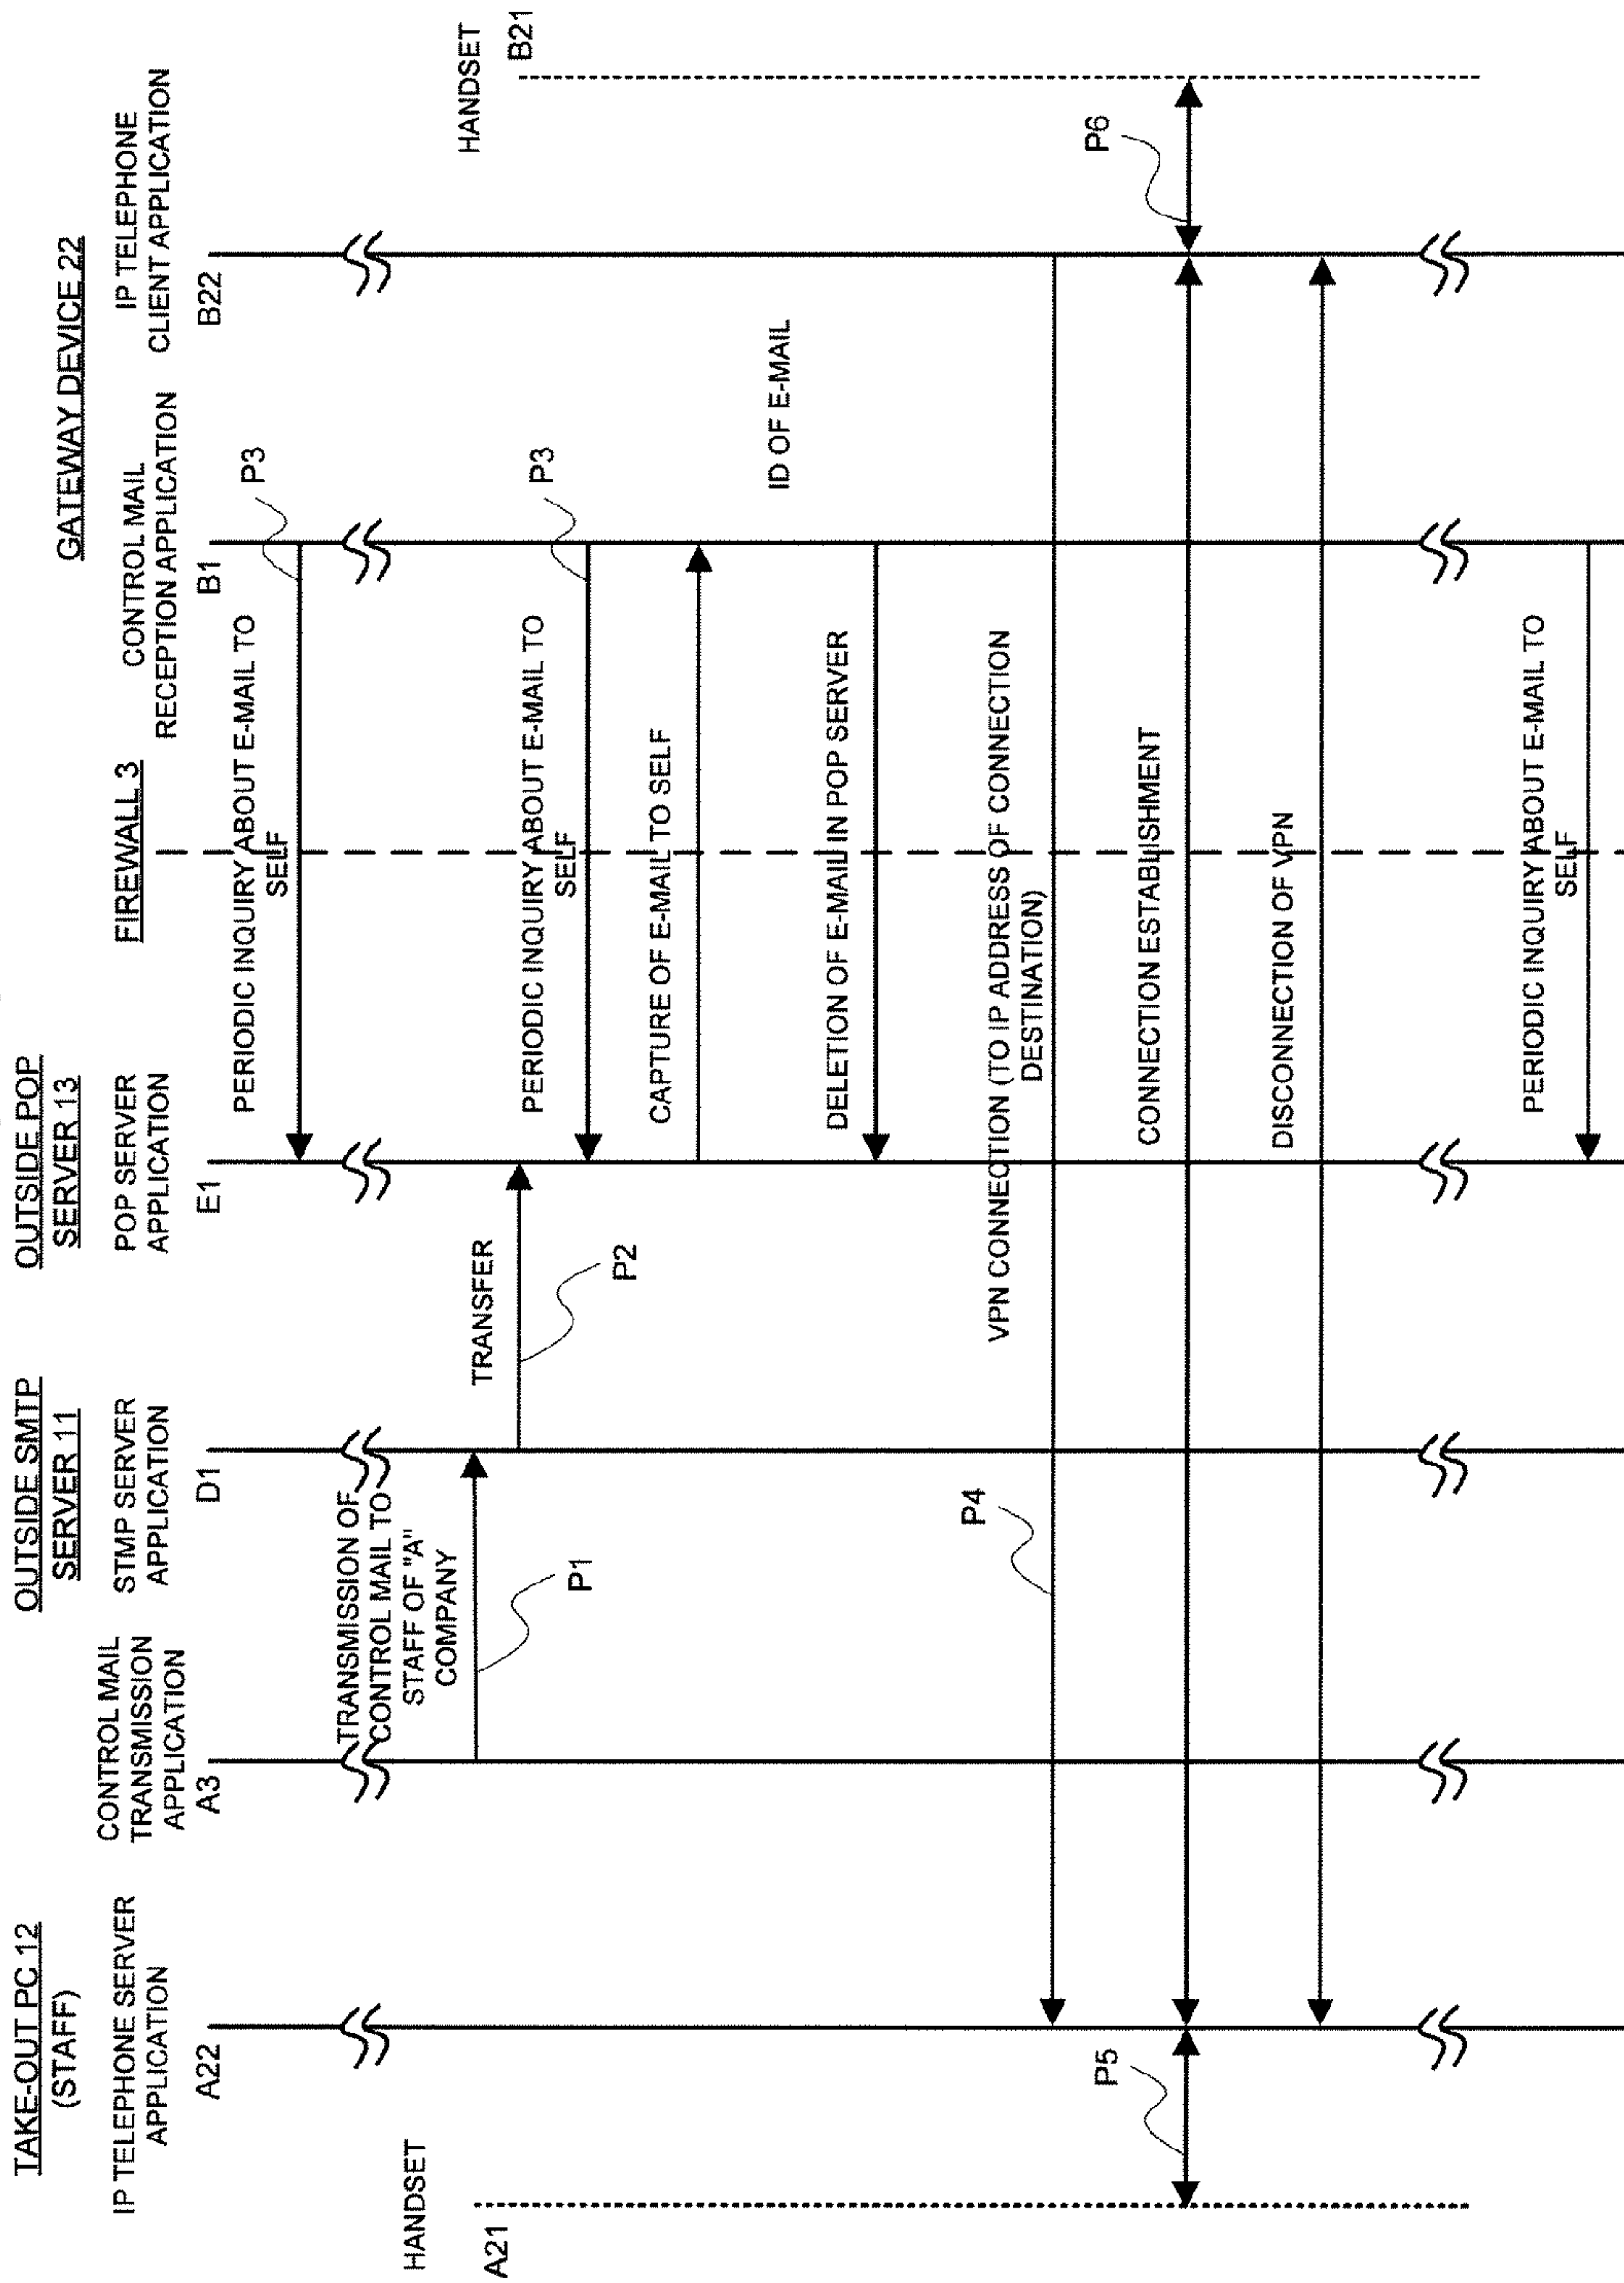 TAKE-OUT PC 12
(STAFF)
IP TELEPHONE SERVER
APPLICATION
A22
HANDSET
A21
CONTROL MAIL
TRANSMISSION
APPLICATION
A3
OUTSIDE SMTP
SERVER 11
STMP SERVER
APPLICATION
D1
OUTSIDE POP
SERVER 13
POP SERVER
APPLICATION
E1
FIREWALL 3
GATEWAY DEVICE 22
CONTROL MAIL
RECEPTION APPLICATION
B1
IP TELEPHONE
CLIENT APPLICATION
B22
HANDSET
B21
PERIODIC INQUIRY ABOUT E-MAIL TO
SELF
P3
TRANSMISSION OF
CONTROL MAIL TO
STAFF OF "A"
COMPANY
P1
TRANSFER
P2
PERIODIC INQUIRY ABOUT E-MAIL TO
SELF
P3
CAPTURE OF E-MAIL TO SELF
ID OF E-MAIL
DELETION OF E-MAIL IN POP SERVER
VPN CONNECTION (TO IP ADDRESS OF CONNECTION
DESTINATION)
P4
CONNECTION ESTABLISHMENT
P5
P6
DISCONNECTION OF VPN
PERIODIC INQUIRY ABOUT E-MAIL TO
SELF